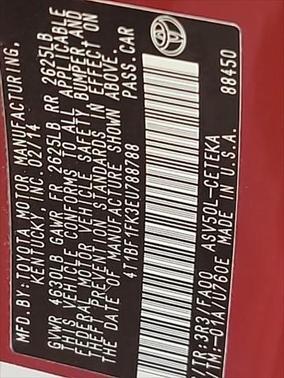 MFD. BY: TOYOTA MOTOR MANUFACTURING,
KENTUCKY, INC. 02/14
GVWR 4630LB GAWR FR 2625LB RR 2625LB
THIS VEHICLE CONFORMS TO ALL APPLICABLE
FEDERAL MOTOR VEHICLE SAFETY, BUMPER AND
THEFT PREVENTION STANDARDS IN EFFECT ON
THE DATE OF MANUFACTURE SHOWN ABOVE.
4T1BF1FK3EU788788 PASS. CAR
88450
/TR:3R3/FA00 ASV50L-CETEKA
/TM:-01A/U760E MADE IN U.S.A.